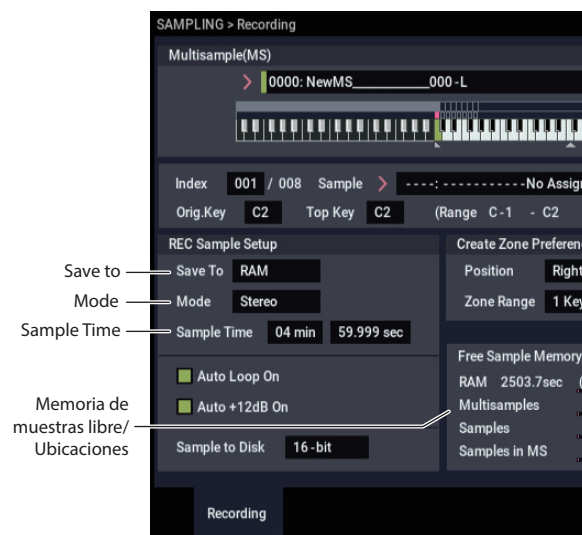 SAMPLING > Recording
Multisample(MS)
0000: NewMS______________000-L
Index 001 / 008 Sample ----: -----------No Assig
Orig.Key C2 Top Key C2 (Range C-1 - C2
REC Sample Setup
Save to
Save To RAM
Mode
Mode Stereo
Sample Time
Sample Time 04 min 59.999 sec
Auto Loop On
Auto +12dB On
Sample to Disk 16-bit
Create Zone Preferen
Position Right
Zone Range 1 Key
Free Sample Memory
RAM 2503.7sec (
Multisamples
Samples
Samples in MS
Memoria de
muestras libre/
Ubicaciones
Recording